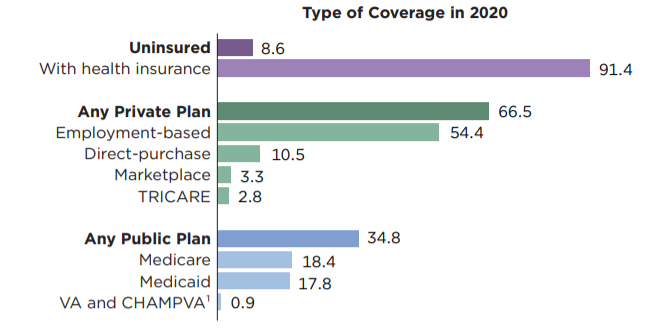 Type of Coverage in 2020
Uninsured 8.6
With health insurance 91.4
Any Private Plan 66.5
Employment-based 54.4
Direct-purchase 10.5
Marketplace 3.3
TRICARE 2.8
Any Public Plan 34.8
Medicare 18.4
Medicaid 17.8
VA and CHAMPVA¹ 0.9